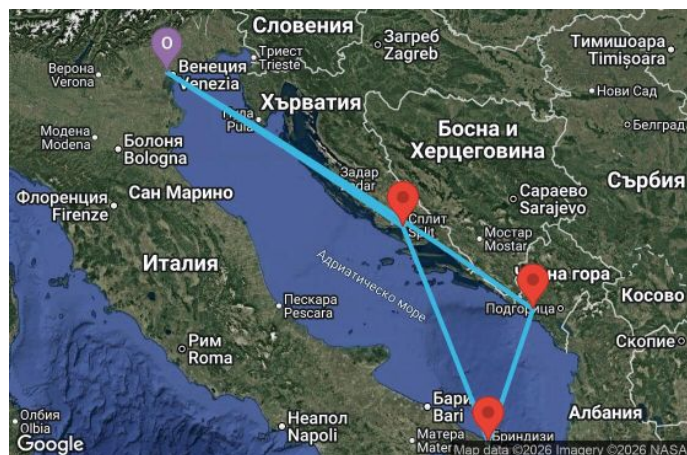 Словения
Загреб
Zagreb
Тимишоара
Timișoara
O
Триест
Trieste
Верона
Verona
Венеция
Venezia
Нови Сад
Хърватия
Pula
Модена
Modena
Болоня
Bologna
Босна и
Херцеговина
Белград
Задар
Zadar
Сараево
Sarajevo
Сърбия
Флоренция
Firenze
Сан Марино
Сплит
Split
Мостар
Mostar
Италия
Адриатическо море
Черна гора
Косово
Пескара
Pescara
Подгорица
Рим
Roma
Скопие
Бари
Bari
Албания
Олбия
Olbia
Неапол
Napoli
Матера
Бриндизи
Google
Map data ©2026 Imagery ©2026 NASA